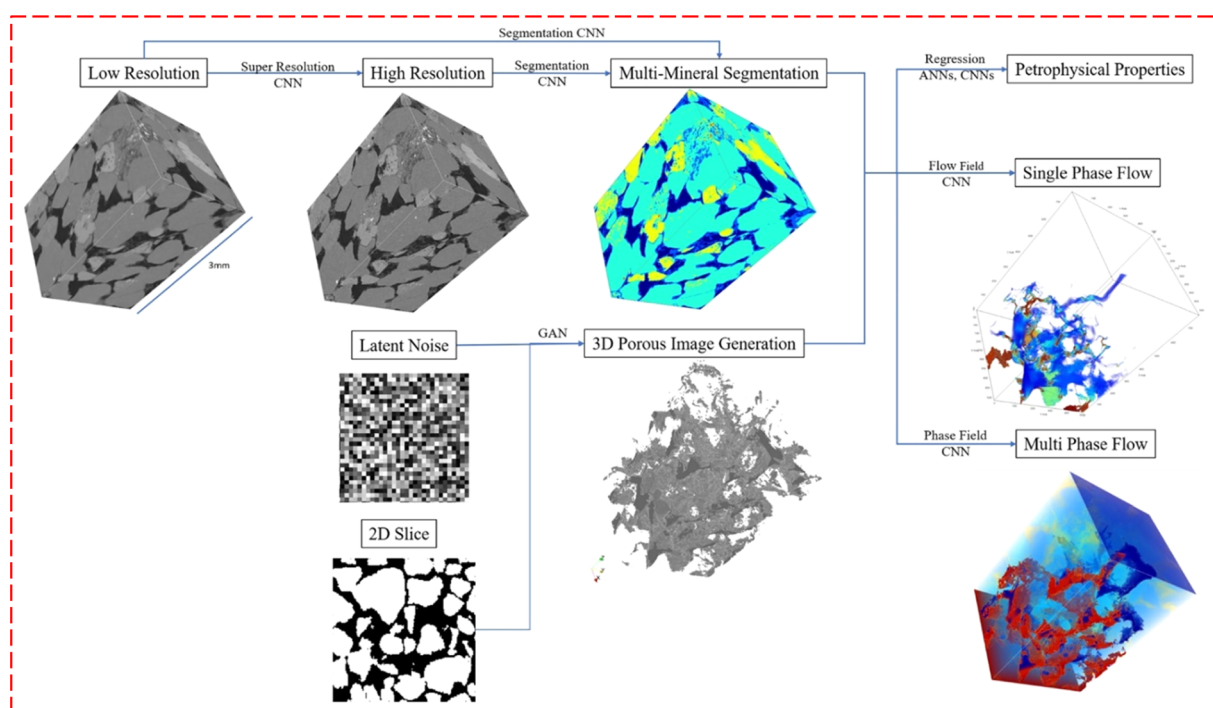 Segmentation CNN
Low Resolution
Super Resolution
CNN
High Resolution
Segmentation
CNN
Multi-Mineral Segmentation
Regression
ANNs, CNNs
Petrophysical Properties
3mm
Flow Field
CNN
Single Phase Flow
Latent Noise
GAN
3D Porous Image Generation
Phase Field
CNN
Multi Phase Flow
2D Slice